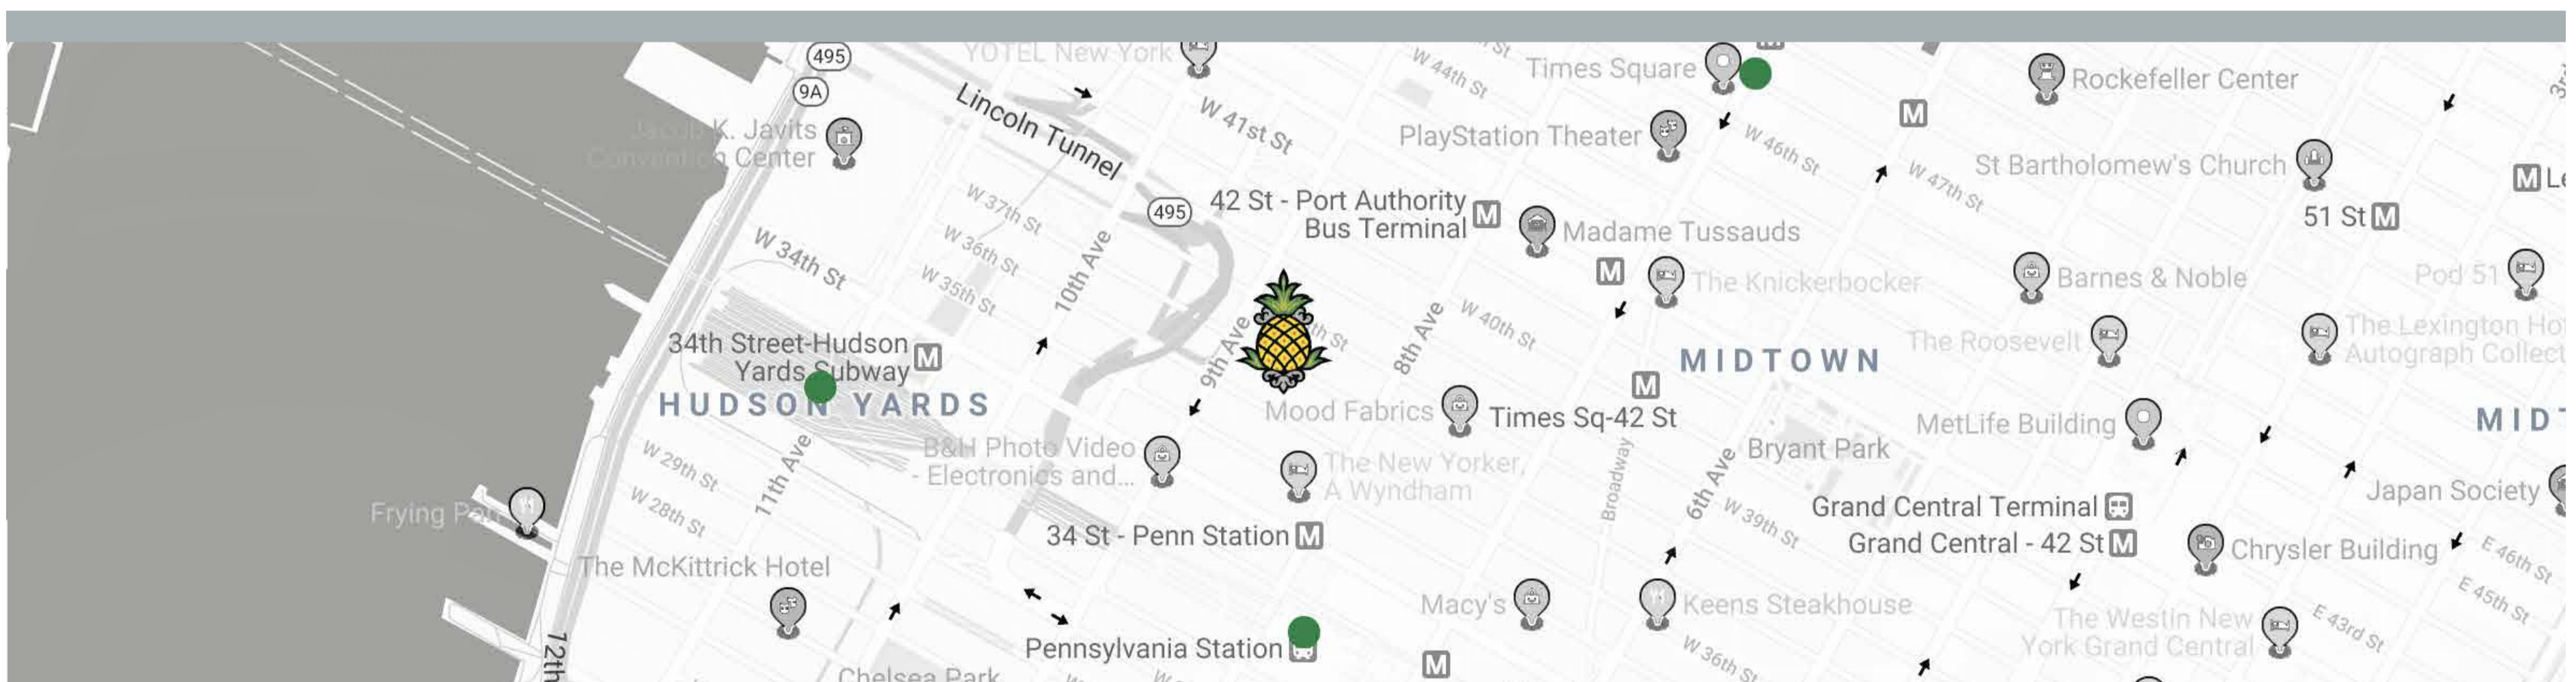 495
YOTEL New York
W 44th St
Times Square
Rockefeller Center
9A
Lincoln Tunnel
W 41st St
Jacob K. Javits
Convention Center
PlayStation Theater
W 46th St
St Bartholomew's Church
W 47th St
M
M
W 37th St
495
42 St - Port Authority
Bus Terminal
M
Madame Tussauds
51 St
M
W 34th St
W 36th St
W 35th St
10th Ave
M
The Knickerbocker
Barnes & Noble
Pod 51
34th Street-Hudson
Yards Subway
M
9th Ave
8th Ave
W 40th St
MIDTOWN
The Roosevelt
The Lexington
Autograph
HUDSON YARDS
M
Mood Fabrics
Times Sq-42 St
MetLife Building
W 29th St
11th Ave
B&H Photo Video
- Electronics and...
The New Yorker,
A Wyndham
Broadway
6th Ave
Bryant Park
Japan Society
Frying Pan
W 28th St
34 St - Penn Station
M
W 39th St
Grand Central Terminal
Grand Central - 42 St
M
Chrysler Building
E 46th St
The McKittrick Hotel
Macy's
Keens Steakhouse
E 45th St
12th
Pennsylvania Station
M
W 36th St
The Westin New
York Grand Central
E 43rd St
Chelsea Park